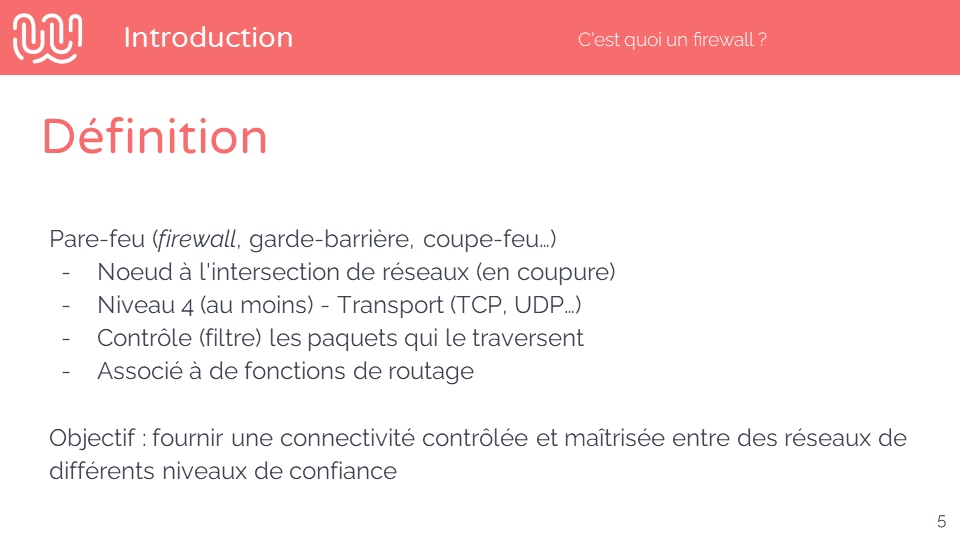 Introduction
C'est quoi un firewall ?
Définition
Pare-feu (firewall, garde-barrière, coupe-feu…)
- Noeud à l'intersection de réseaux (en coupure)
- Niveau 4 (au moins) - Transport (TCP, UDP…)
- Contrôle (filtre) les paquets qui le traversent
- Associé à de fonctions de routage
Objectif : fournir une connectivité contrôlée et maîtrisée entre des réseaux de
différents niveaux de confiance
5